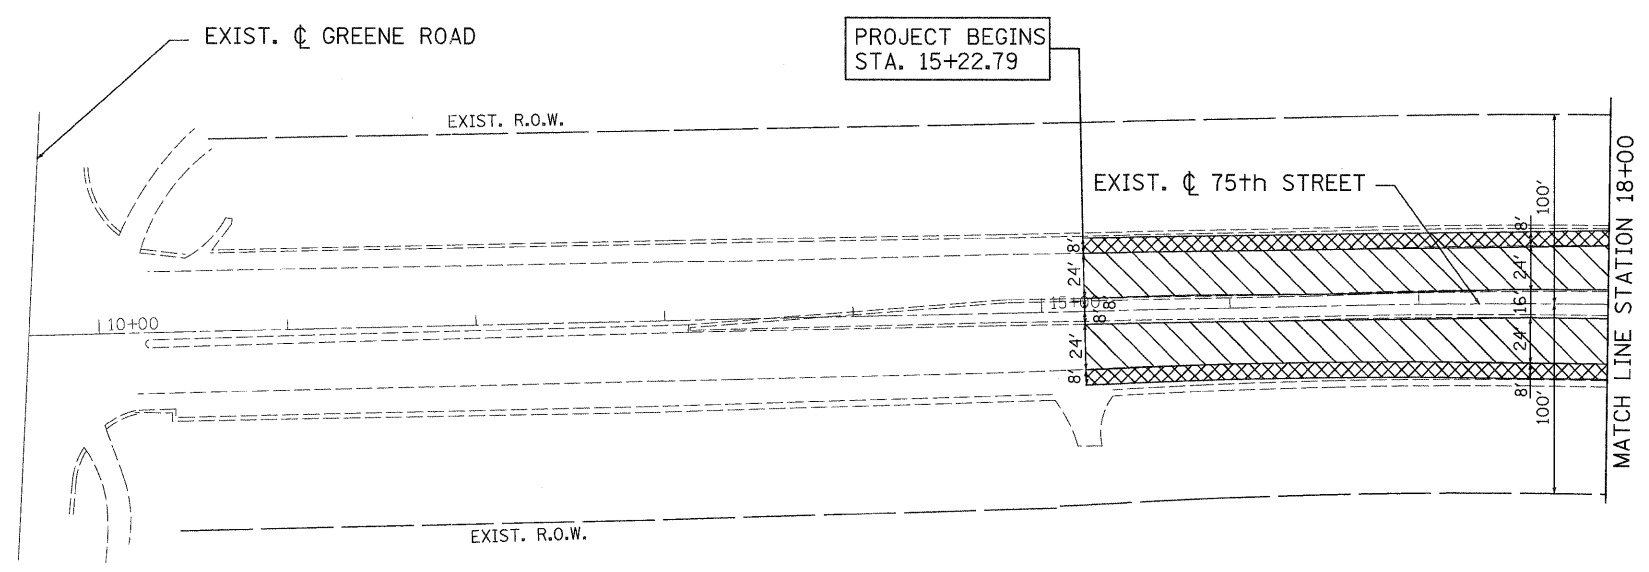 EXIST. ℄ GREENE ROAD
PROJECT BEGINS
STA. 15+22.79
EXIST. R.O.W.
EXIST. ℄ 75th STREET
100'
8'
8'
24'
24'
10+00
15+00
8'
8'
16'
24'
24'
8'
8'
100'
MATCH LINE STATION 18+00
EXIST. R.O.W.